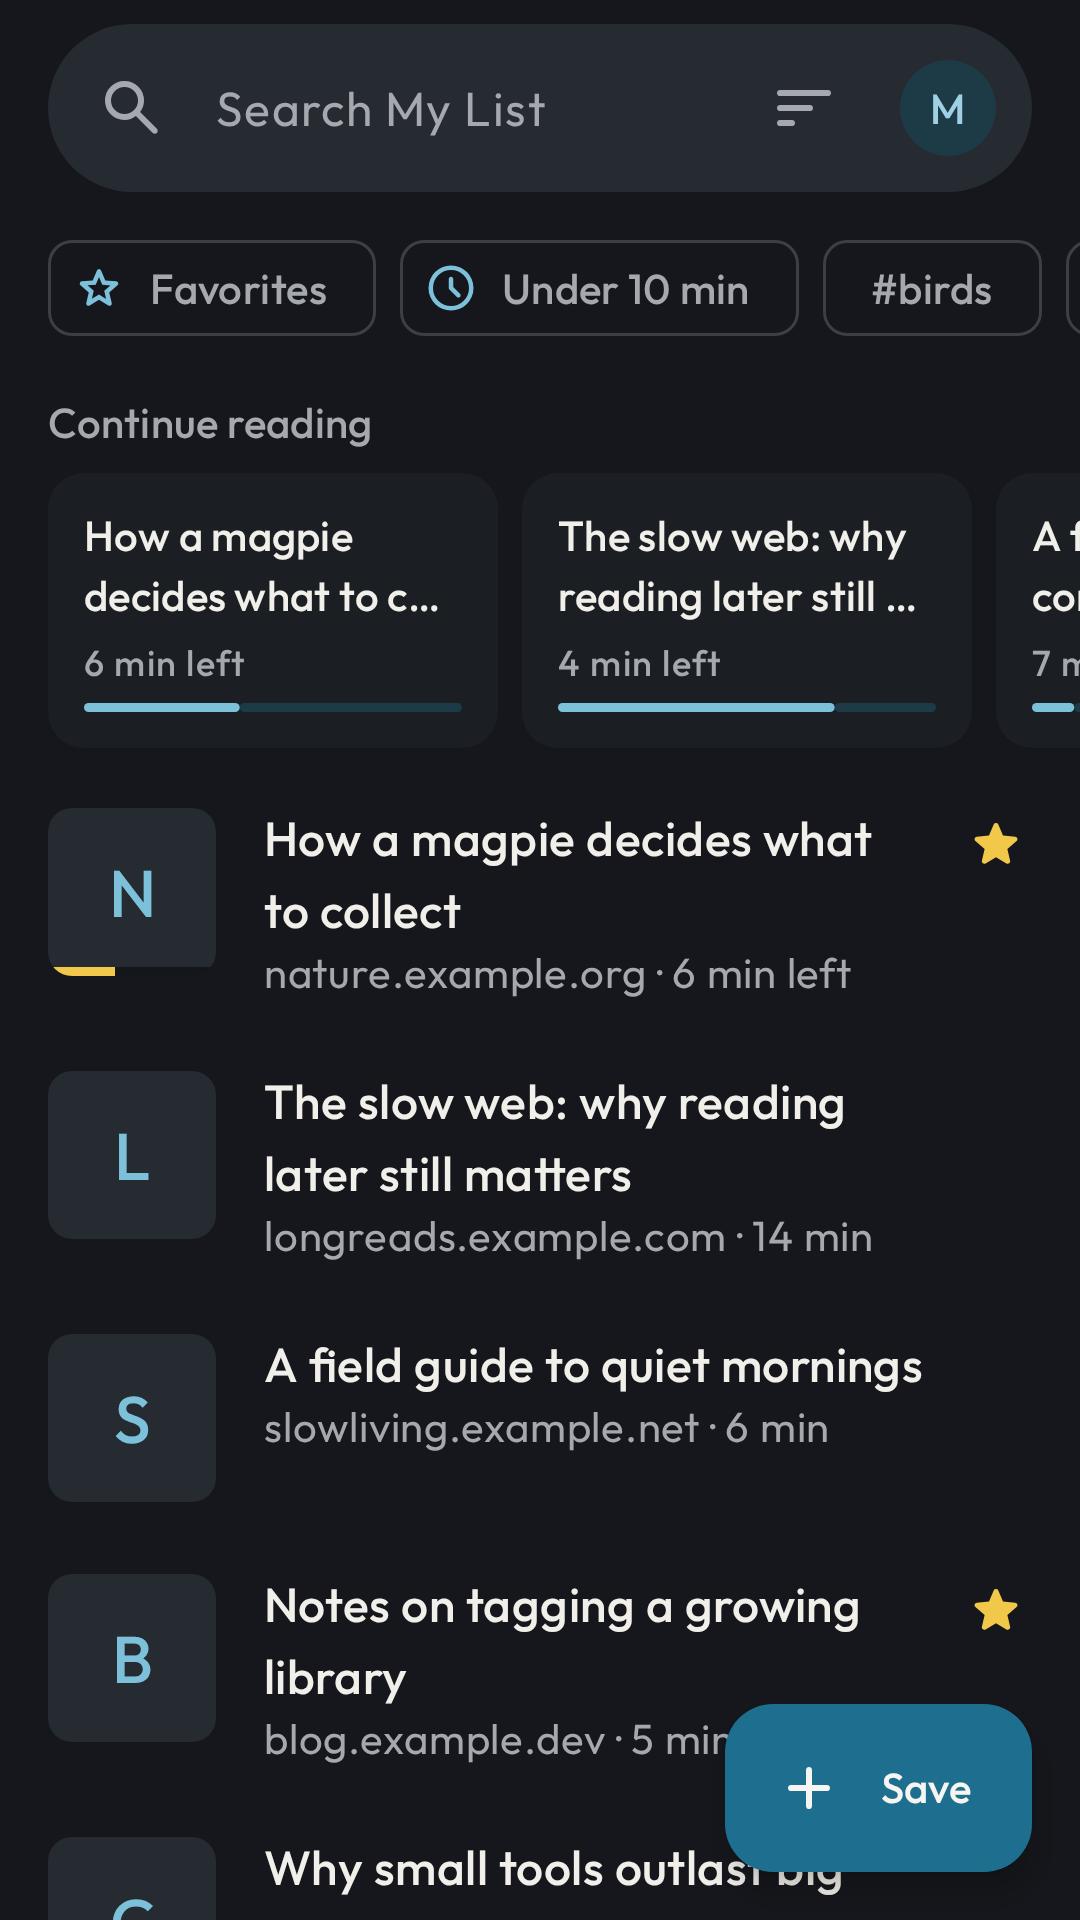 Search My List
M
Favorites
Under 10 min
#birds
Continue reading
How a magpie
decides what to c...
6 min left
The slow web: why
reading later still ...
4 min left
A
7
N
How a magpie decides what
to collect
nature.example.org · 6 min left
L
The slow web: why reading
later still matters
longreads.example.com · 14 min
S
A field guide to quiet mornings
slowliving.example.net · 6 min
B
Notes on tagging a growing
library
blog.example.dev · 5 min
Save
Why small tools outlast big